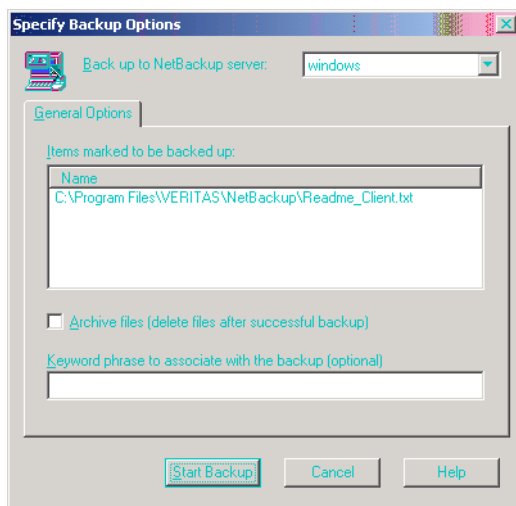 Specify Backup Options
Back up to NetBackup server: windows
General Options
Items marked to be backed up:
Name
C:\Program Files\VERITAS\NetBackup\Readme_Client.txt
Archive files (delete files after successful backup)
Keyword phrase to associate with the backup (optional)
Start Backup Cancel Help